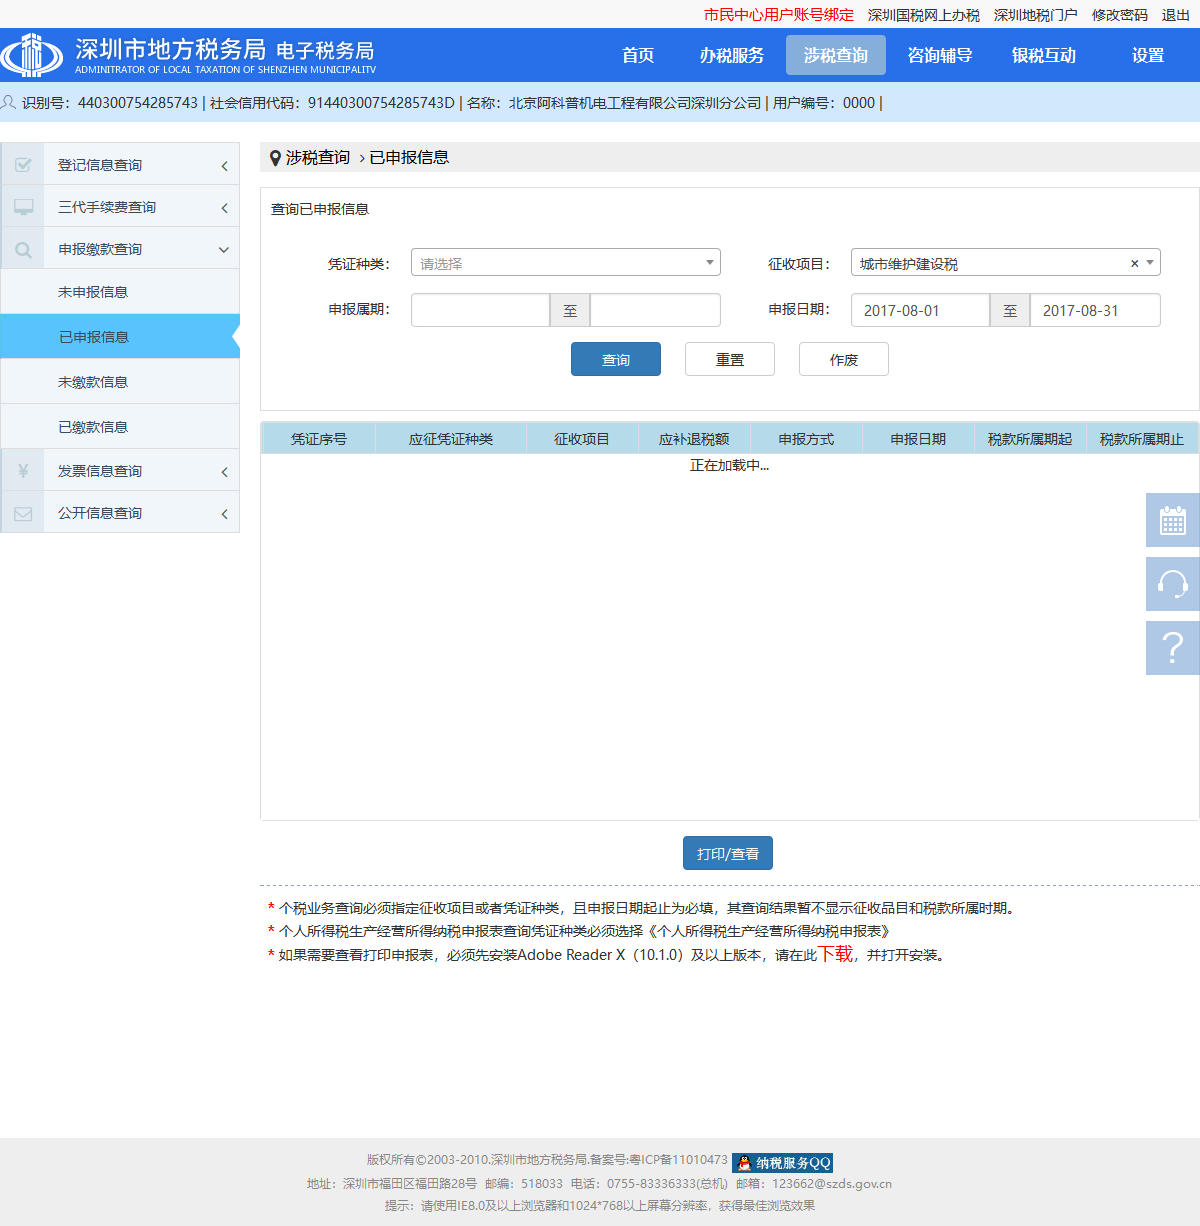 市民中心用户账号绑定 深圳国税网上办税 深圳地税门户 修改密码 退出
深圳市地方税务局 电子税务局
ADMINITRATOR OF LOCAL TAXATION OF SHENZHEN MUNICIPALITV
首页 办税服务 涉税查询 咨询辅导 银税互动 设置
识别号：440300754285743 | 社会信用代码：91440300754285743D | 名称：北京阿科普机电工程有限公司深圳分公司 | 用户编号：0000 |
登记信息查询
三代手续费查询
申报缴款查询
未申报信息
已申报信息
未缴款信息
已缴款信息
发票信息查询
公开信息查询
涉税查询 › 已申报信息
查询已申报信息
凭证种类： 请选择 征收项目： 城市维护建设税 ×
申报属期： 至 申报日期： 2017-08-01 至 2017-08-31
查询 重置 作废
凭证序号 应征凭证种类 征收项目 应补退税额 申报方式 申报日期 税款所属期起 税款所属期止
正在加载中...
打印/查看
* 个税业务查询必须指定征收项目或者凭证种类，且申报日期起止为必填，其查询结果暂不显示征收品目和税款所属时期。
* 个人所得税生产经营所得纳税申报表查询凭证种类必须选择《个人所得税生产经营所得纳税申报表》
* 如果需要查看打印申报表，必须先安装Adobe Reader X（10.1.0）及以上版本，请在此下载，并打开安装。
版权所有©2003-2010.深圳市地方税务局.备案号:粤ICP备11010473 纳税服务QQ
地址：深圳市福田区福田路28号 邮编：518033 电话：0755-83336333(总机) 邮箱：123662@szds.gov.cn
提示：请使用IE8.0及以上浏览器和1024*768以上屏幕分辨率，获得最佳浏览效果